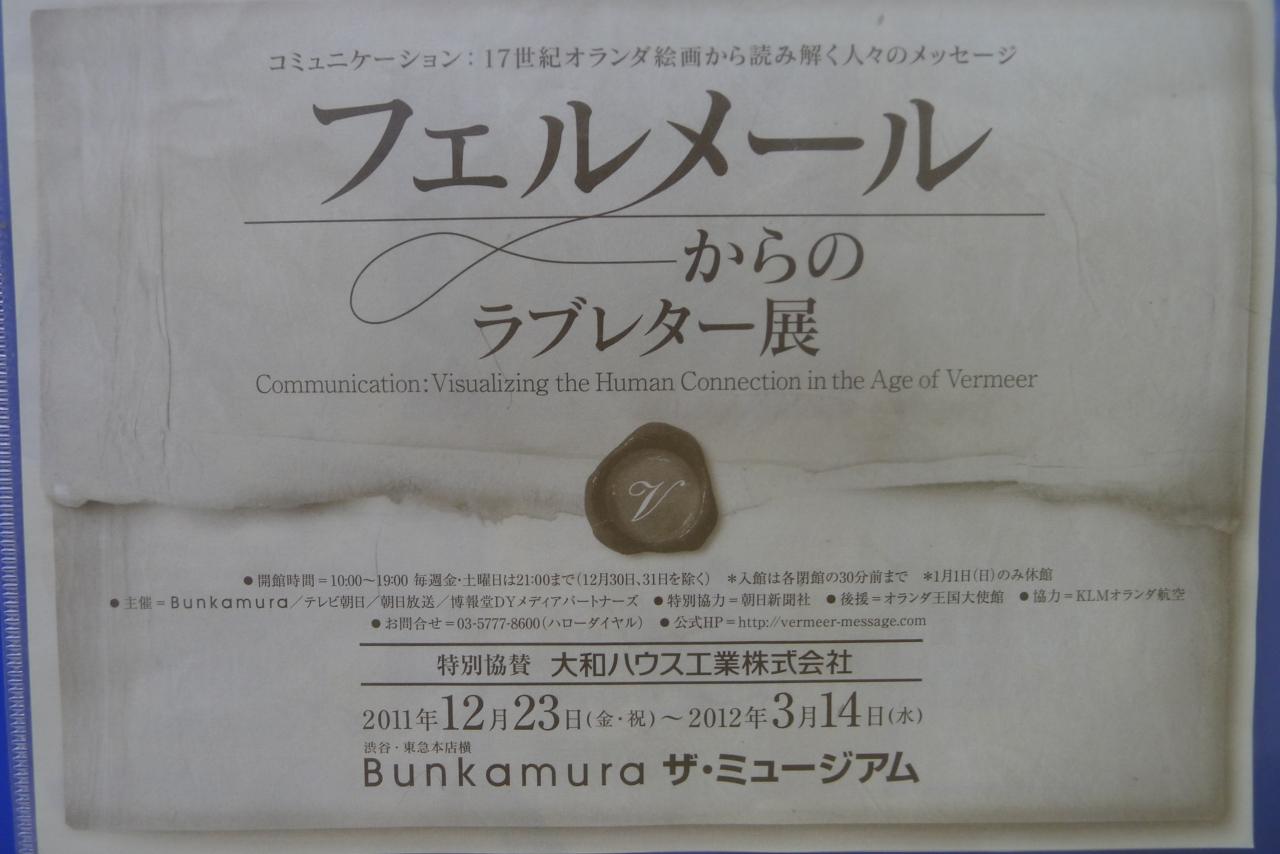 コミュニケーション：17世紀オランダ絵画から読み解く人々のメッセージ
フェルメール
からの
ラブレター展
Communication: Visualizing the Human Connection in the Age of Vermeer
V
●開館時間＝10:00〜19:00 毎週金・土曜日は21:00まで（12月30日、31日を除く） ＊入館は各閉館の30分前まで ＊1月1日（日）のみ休館
●主催＝Bunkamura／テレビ朝日／朝日放送／博報堂DYメディアパートナーズ ●特別協力＝朝日新聞社 ●後援＝オランダ王国大使館 ●協力＝KLMオランダ航空
●お問合せ＝03-5777-8600（ハローダイヤル） ●公式HP＝http://vermeer-message.com
特別協賛 大和ハウス工業株式会社
2011年12月23日（金・祝）〜2012年3月14日（水）
渋谷・東急本店横
Bunkamura ザ・ミュージアム